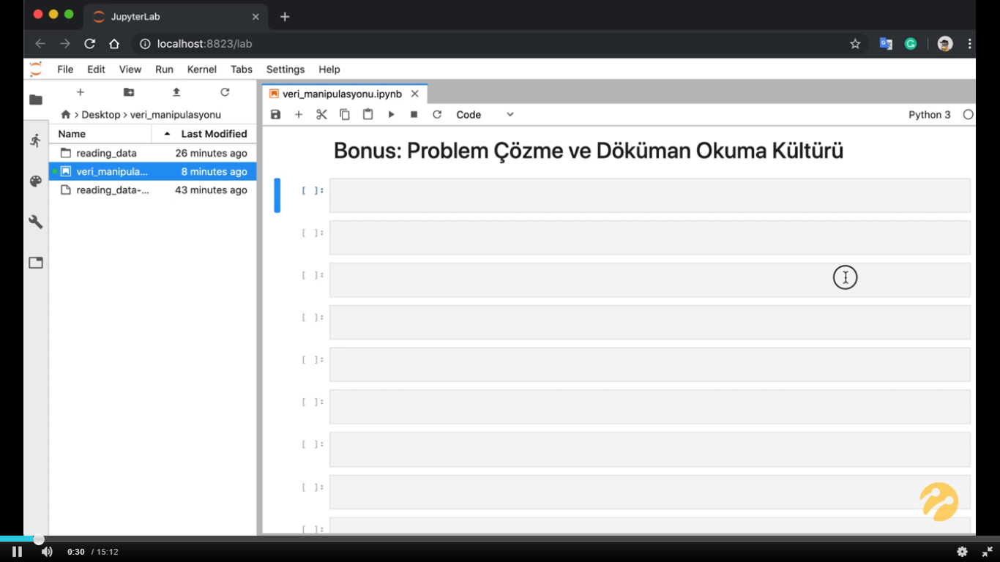 JupyterLab
localhost:8823/lab
File Edit View Run Kernel Tabs Settings Help
veri_manipulasyonu.ipynb
Desktop > veri_manipulasyonu
Code
Python 3
Name Last Modified
reading_data 26 minutes ago
veri_manipula... 8 minutes ago
reading_data-... 43 minutes ago
Bonus: Problem Çözme ve Döküman Okuma Kültürü
[ ]:
[ ]:
[ ]:
[ ]:
[ ]:
[ ]:
[ ]:
[ ]:
[ ]:
0:30 / 15:12